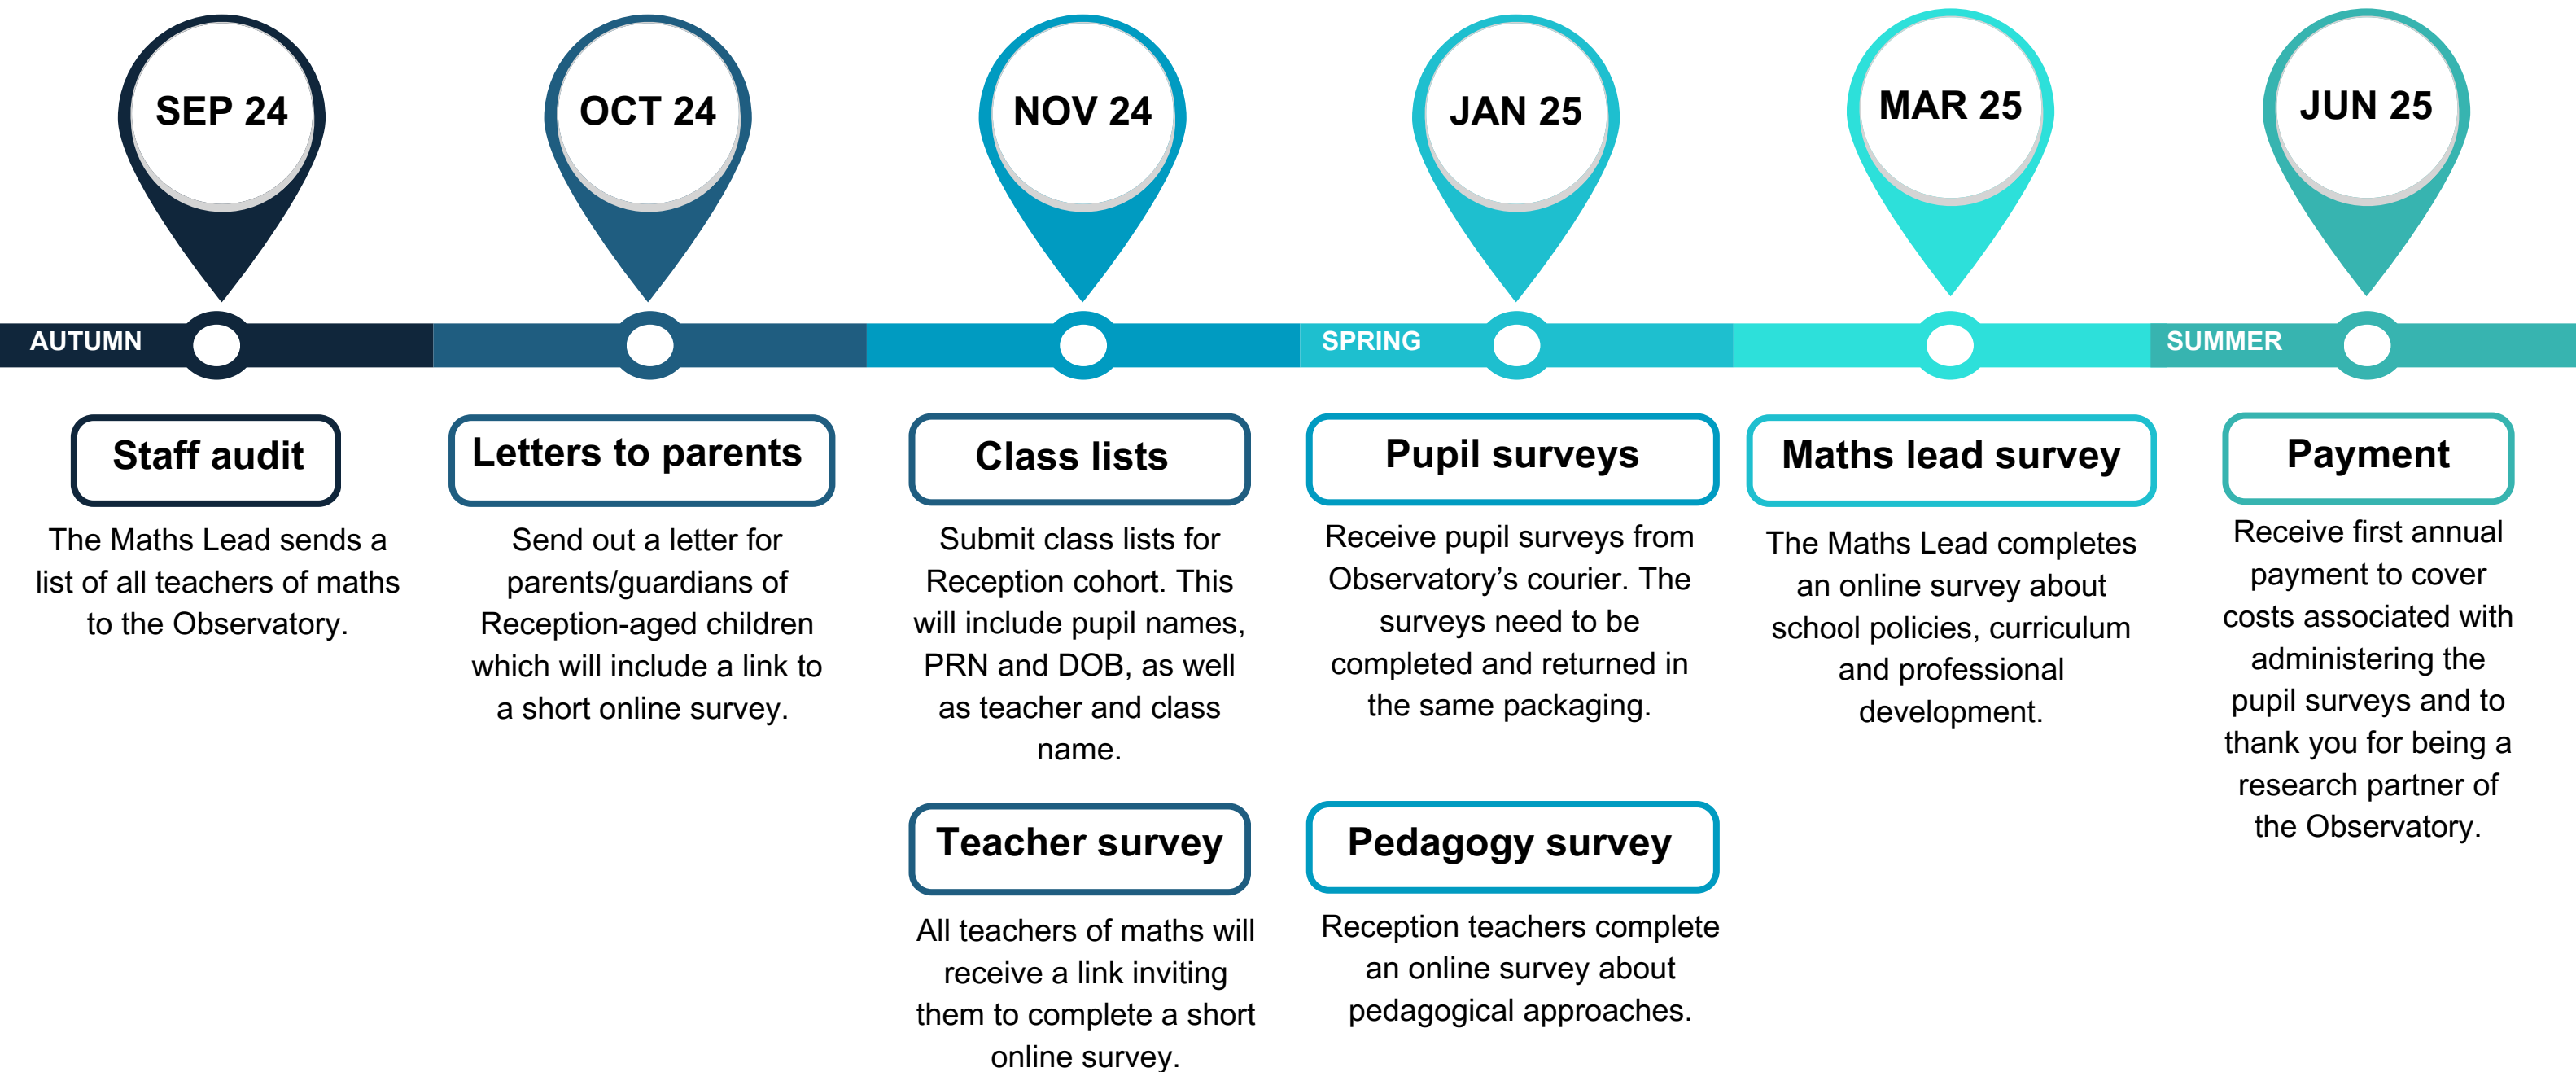 SEP 24
OCT 24
NOV 24
JAN 25
MAR 25
JUN 25
AUTUMN
SPRING
SUMMER
Staff audit
The Maths Lead sends a
list of all teachers of maths
to the Observatory.
Letters to parents
Send out a letter for
parents/guardians of
Reception-aged children
which will include a link to
a short online survey.
Class lists
Submit class lists for
Reception cohort. This
will include pupil names,
PRN and DOB, as well
as teacher and class
name.
Teacher survey
All teachers of maths will
receive a link inviting
them to complete a short
online survey.
Pupil surveys
Receive pupil surveys from
Observatory's courier. The
surveys need to be
completed and returned in
the same packaging.
Pedagogy survey
Reception teachers complete
an online survey about
pedagogical approaches.
Maths lead survey
The Maths Lead completes
an online survey about
school policies, curriculum
and professional
development.
Payment
Receive first annual
payment to cover
costs associated with
administering the
pupil surveys and to
thank you for being a
research partner of
the Observatory.